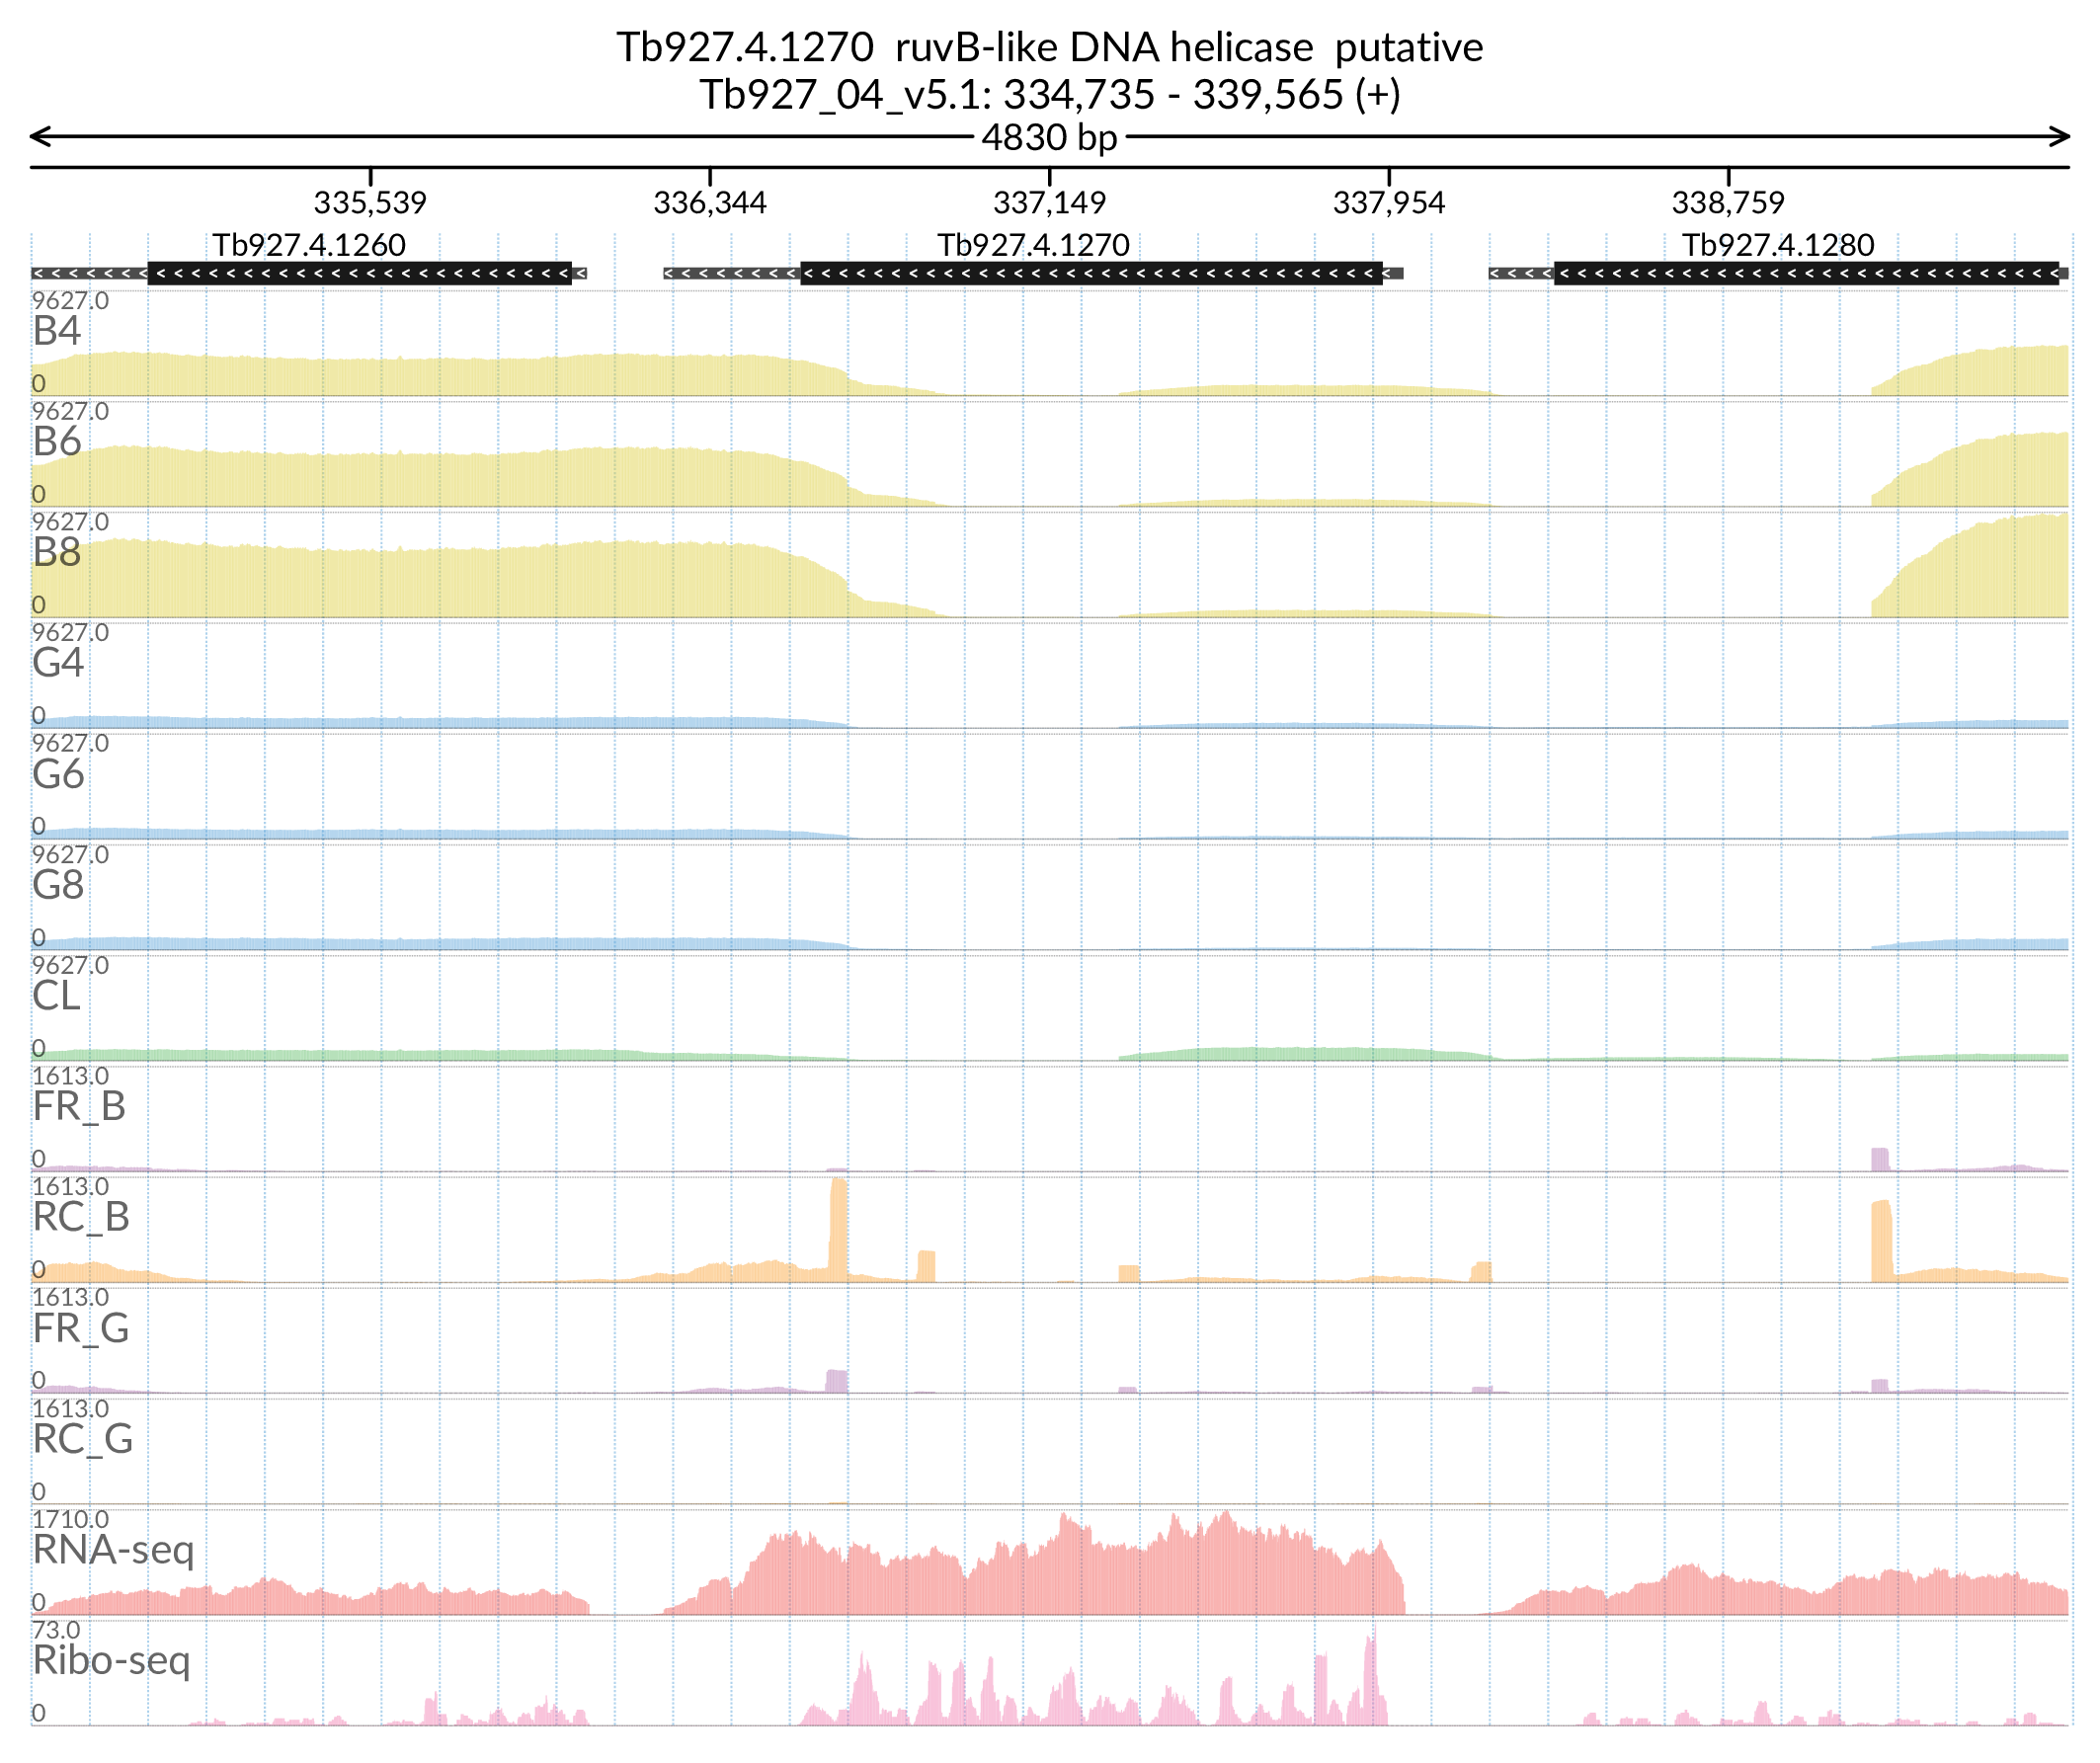 Tb927.4.1270  ruvB-like DNA helicase  putative
Tb927_04_v5.1: 334,735 - 339,565 (+)
4830 bp
335,539 336,344 337,149 337,954 338,759
Tb927.4.1260 Tb927.4.1270 Tb927.4.1280
9627.0
B4
0
9627.0
B6
0
9627.0
B8
0
9627.0
G4
0
9627.0
G6
0
9627.0
G8
0
9627.0
CL
0
1613.0
FR_B
0
1613.0
RC_B
0
1613.0
FR_G
0
1613.0
RC_G
0
1710.0
RNA-seq
0
73.0
Ribo-seq
0